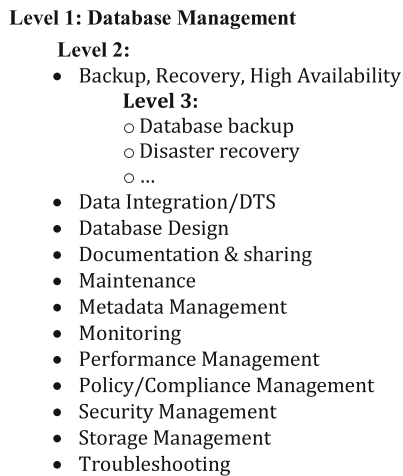 Level 1: Database Management
Level 2:
• Backup, Recovery, High Availability
Level 3:
o Database backup
o Disaster recovery
o ...
• Data Integration/DTS
• Database Design
• Documentation & sharing
• Maintenance
• Metadata Management
• Monitoring
• Performance Management
• Policy/Compliance Management
• Security Management
• Storage Management
• Troubleshooting